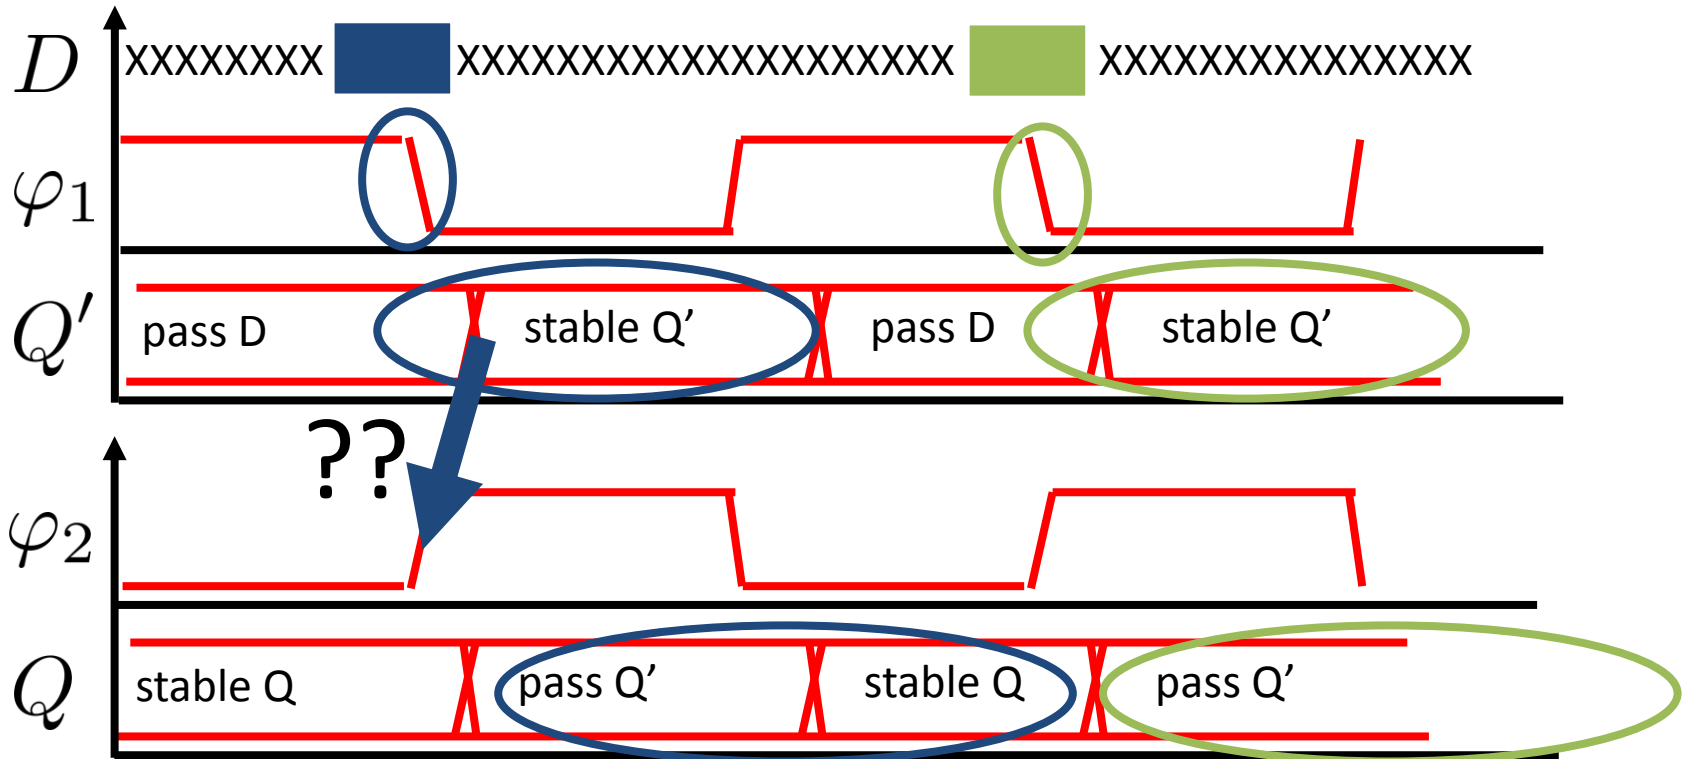 D XXXXXXXX XXXXXXXXXXXXXXXXXXXX XXXXXXXXXXXXXXX
φ1
Q′ pass D stable Q’ pass D stable Q’
??
φ2
Q stable Q pass Q’ stable Q pass Q’